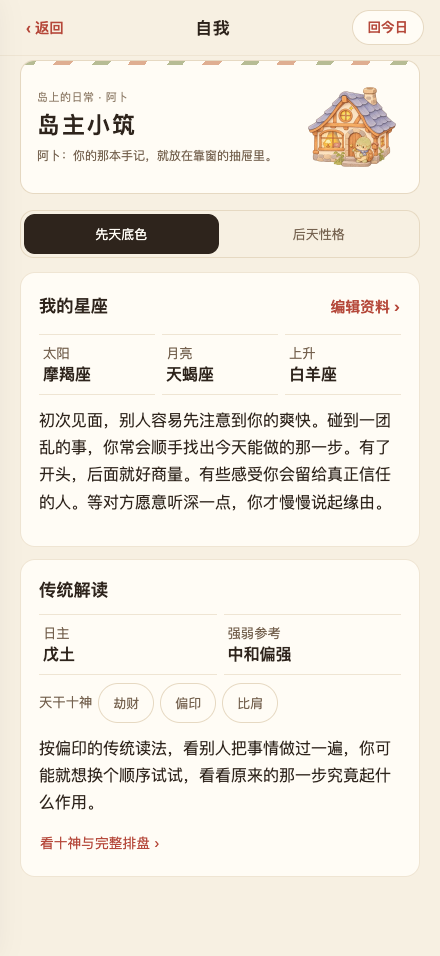 ‹ 返回
自我
回今日
岛上的日常 · 阿卜
岛主小筑
阿卜：你的那本手记，就放在靠窗的抽屉里。
先天底色
后天性格
我的星座
编辑资料 ›
太阳
月亮
上升
摩羯座
天蝎座
白羊座
初次见面，别人容易先注意到你的爽快。碰到一团
乱的事，你常会顺手找出今天能做的那一步。有了
开头，后面就好商量。有些感受你会留给真正信任
的人。等对方愿意听深一点，你才慢慢说起缘由。
传统解读
日主
强弱参考
戊土
中和偏强
天干十神
劫财
偏印
比肩
按偏印的传统读法，看别人把事情做过一遍，你可
能就想换个顺序试试，看看原来的那一步究竟起什
么作用。
看十神与完整排盘 ›